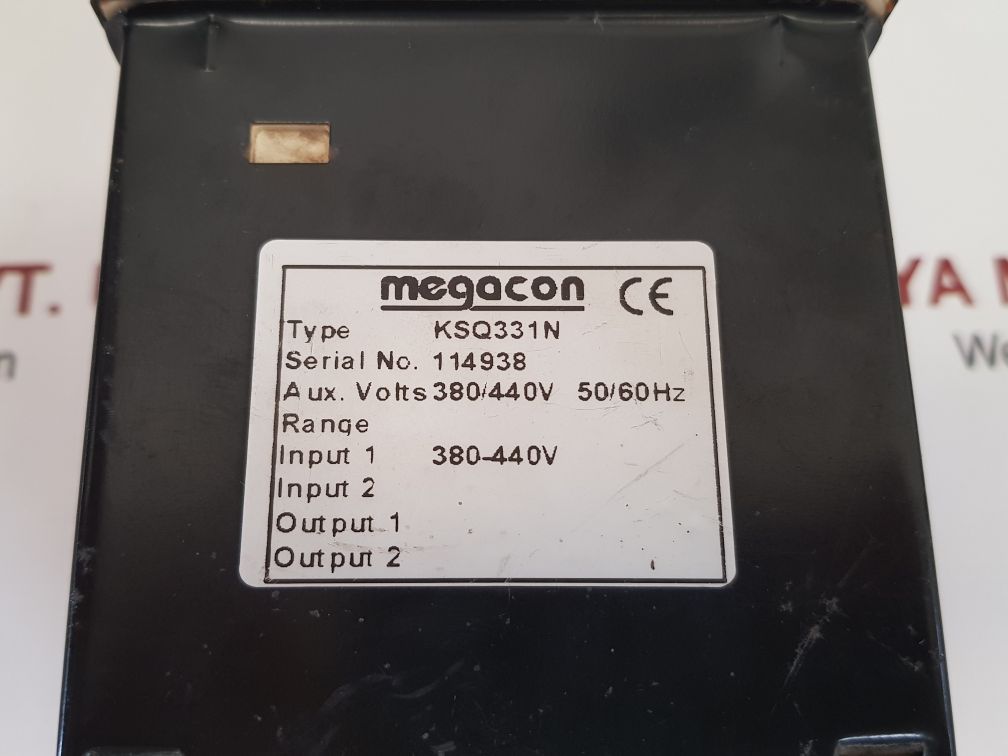 megacon CE
Type KSQ331N
Serial No. 114938
Aux. Volts 380/440V 50/60Hz
Range
Input 1 380-440V
Input 2
Output 1
Output 2